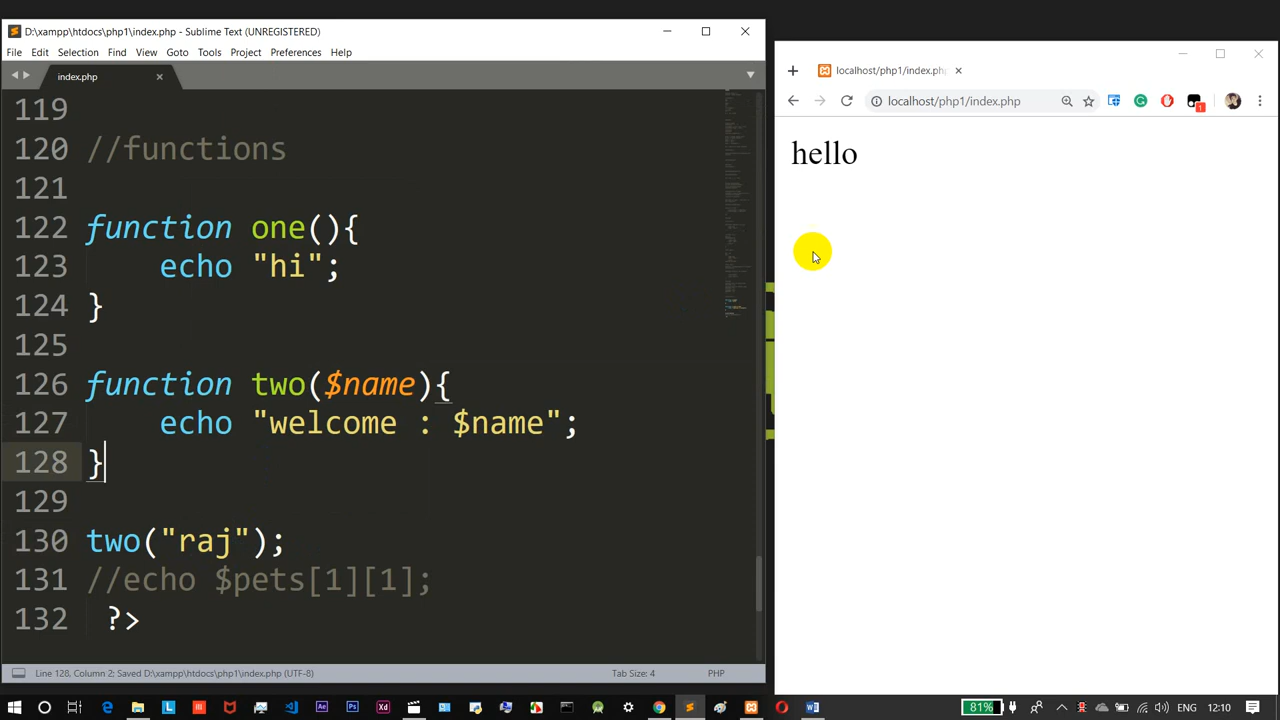 D:\xampp\htdocs\php1\index.php - Sublime Text (UNREGISTERED)
File Edit Selection Find View Goto Tools Project Preferences Help
index.php
119
120 //functions
121
122 function one(){
123 echo "hi";
124 }
125
126 function two($name){
127 echo "welcome : $name";
128 }
129
130 two("raj");
131 //echo $pets[1][1];
132 ?>
Line 128, Column 2; Saved D:\xampp\htdocs\php1\index.php (UTF-8)
Tab Size: 4
PHP
localhost/php1/index.ph
localhost/php1/index.php
1
hello
81%
ENG
12:10